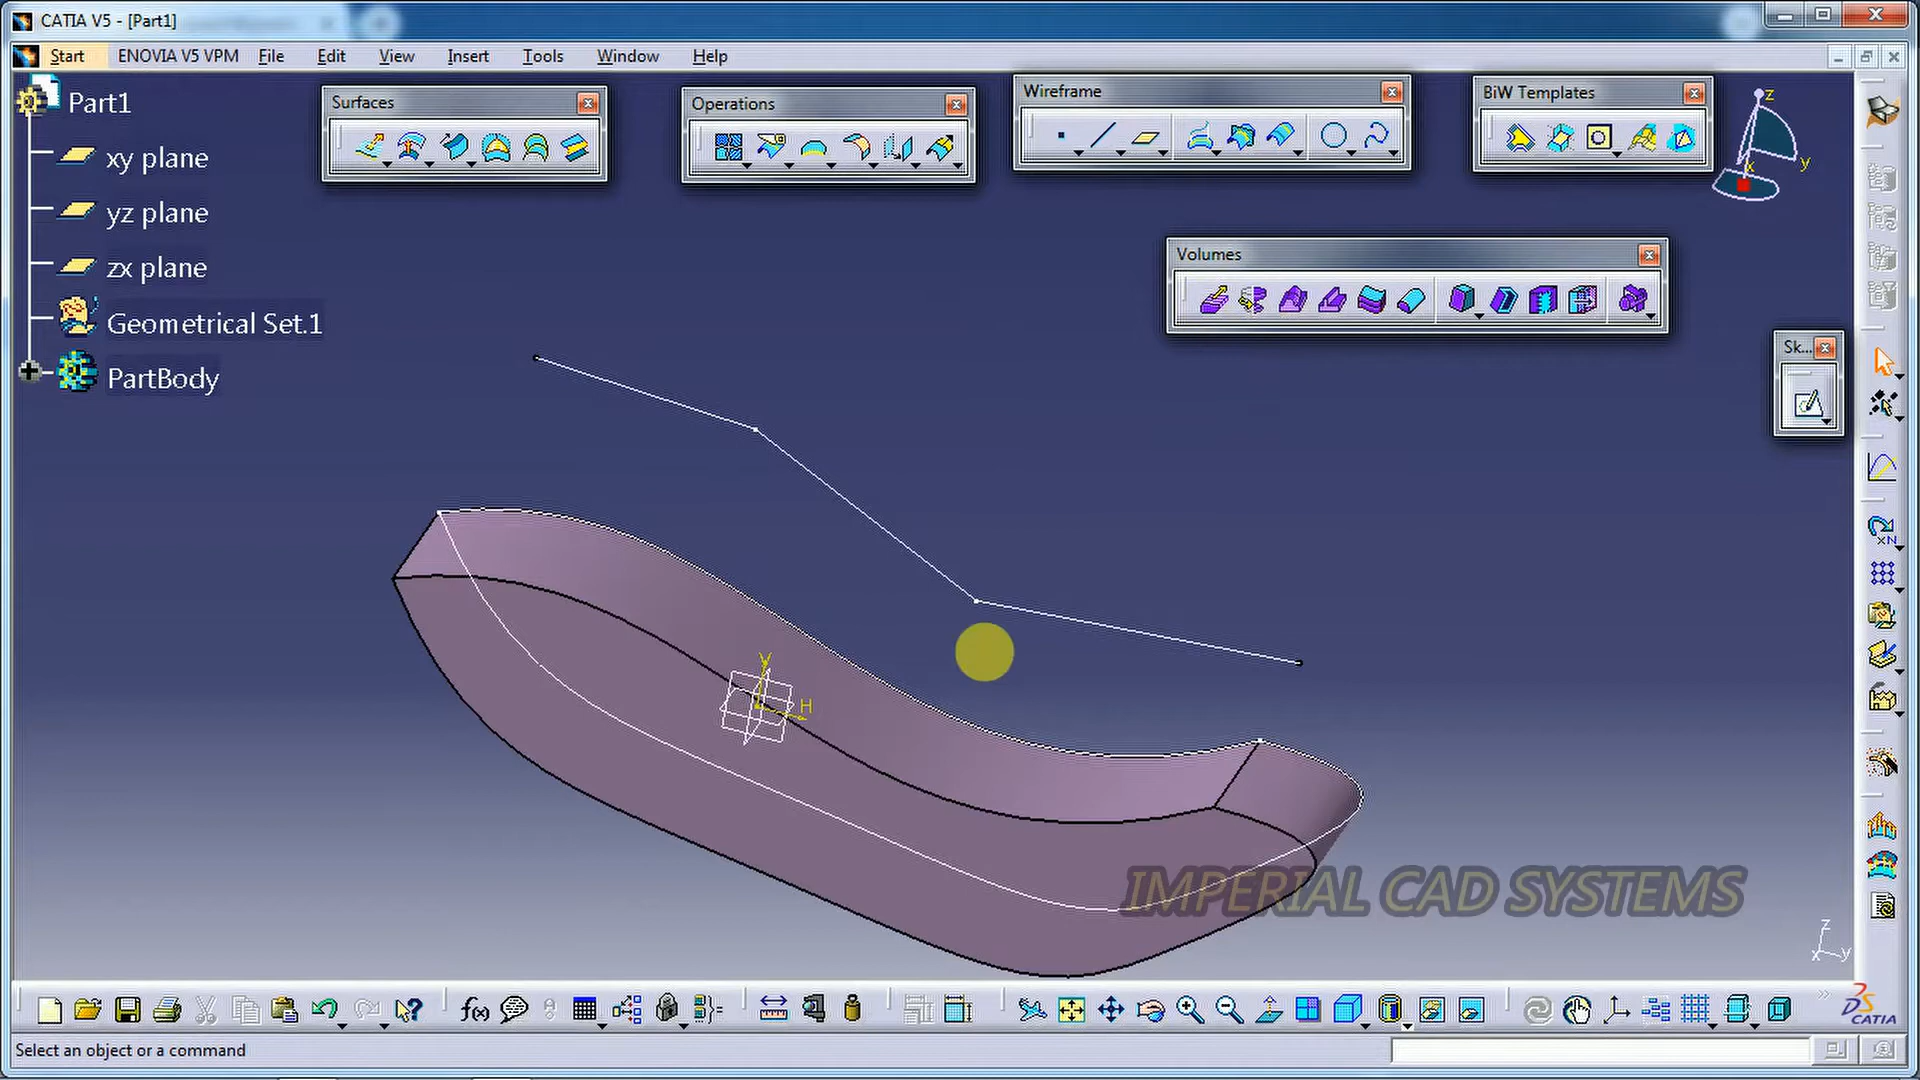 CATIA V5 - [Part1]
Start ENOVIA V5 VPM File Edit View Insert Tools Window Help
Part1
xy plane
yz plane
zx plane
Geometrical Set.1
PartBody
Surfaces
Operations
Wireframe
BiW Templates
Volumes
Sk...
z
y
x
V
H
IMPERIAL CAD SYSTEMS
z
x
y
xN
f(x)
CATIA
Select an object or a command